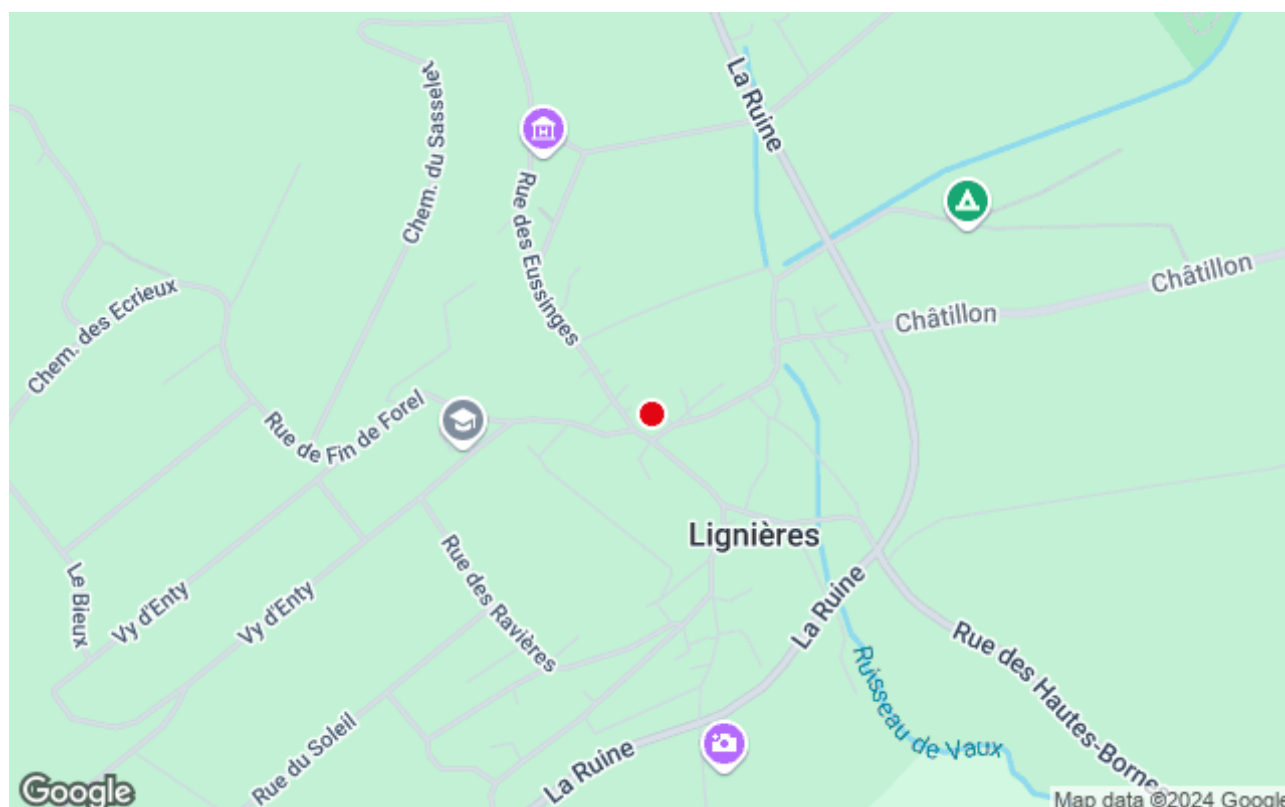 La Ruine
Chem. du Sasselet
Rue des Eussinges
Châtillon
Châtillon
Chem. des Ecrieux
Rue de Fin de Forel
Lignières
Le Bieux
Vy d'Enty
Vy d'Enty
Rue des Ravières
La Ruine
Rue des Hautes-Bornes
Ruisseau de Vaux
Rue du Soleil
La Ruine
Google
Map data ©2024 Google